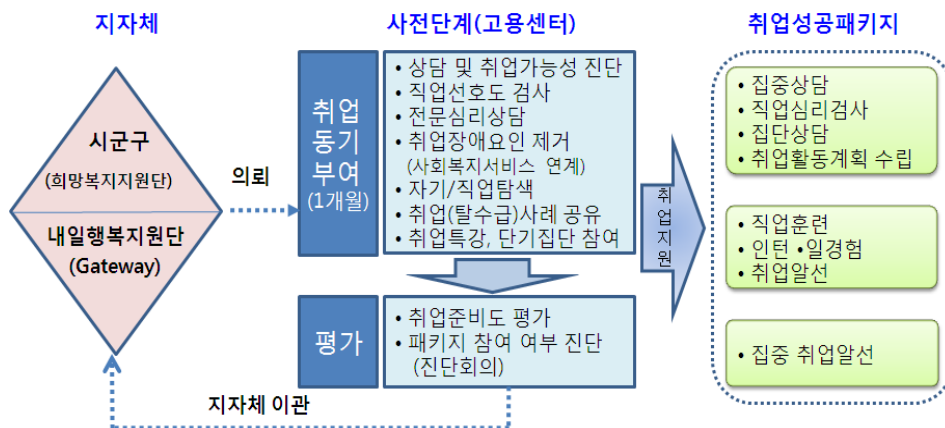 지자체
사전단계(고용센터)
취업성공패키지
시군구
(희망복지지원단)
내일행복지원단
(Gateway)
의뢰
취업
동기
부여
(1개월)
• 상담 및 취업가능성 진단
• 직업선호도 검사
• 전문심리상담
• 취업장애요인 제거
(사회복지서비스 연계)
• 자기/직업탐색
• 취업(탈수급)사례 공유
• 취업특강, 단기집단 참여
평가
• 취업준비도 평가
• 패키지 참여 여부 진단
(진단회의)
지자체 이관
취업지원
• 집중상담
• 직업심리검사
• 집단상담
• 취업활동계획 수립
• 직업훈련
• 인턴 •일경험
• 취업알선
• 집중 취업알선